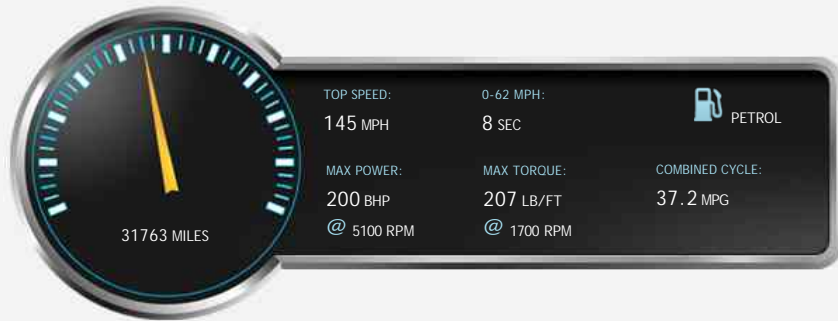 TOP SPEED:
145 MPH
0-62 MPH:
8 SEC
PETROL
MAX POWER:
200 BHP
@ 5100 RPM
MAX TORQUE:
207 LB/FT
@ 1700 RPM
COMBINED CYCLE:
37.2 MPG
31763 MILES